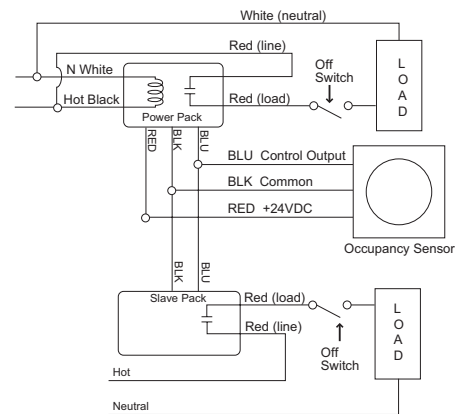 White (neutral)
Red (line)
Off
Switch
L
O
A
D
N White
Hot Black
Red (load)
Power Pack
RED
BLK
BLU
BLU Control Output
BLK Common
RED +24VDC
Occupancy Sensor
BLK
BLU
Slave Pack
Red (load)
Red (line)
Off
Switch
L
O
A
D
Hot
Neutral